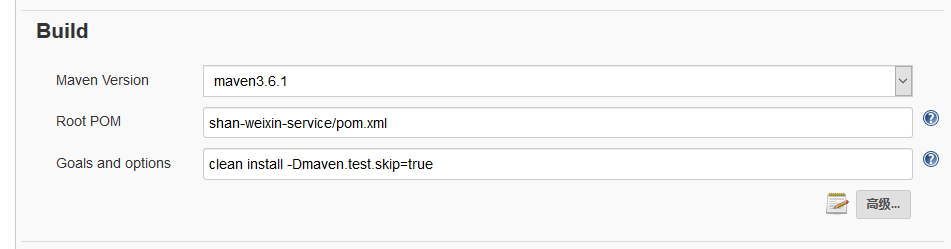 Build
Maven Version maven3.6.1
Root POM shan-weixin-service/pom.xml
Goals and options clean install -Dmaven.test.skip=true
高级...